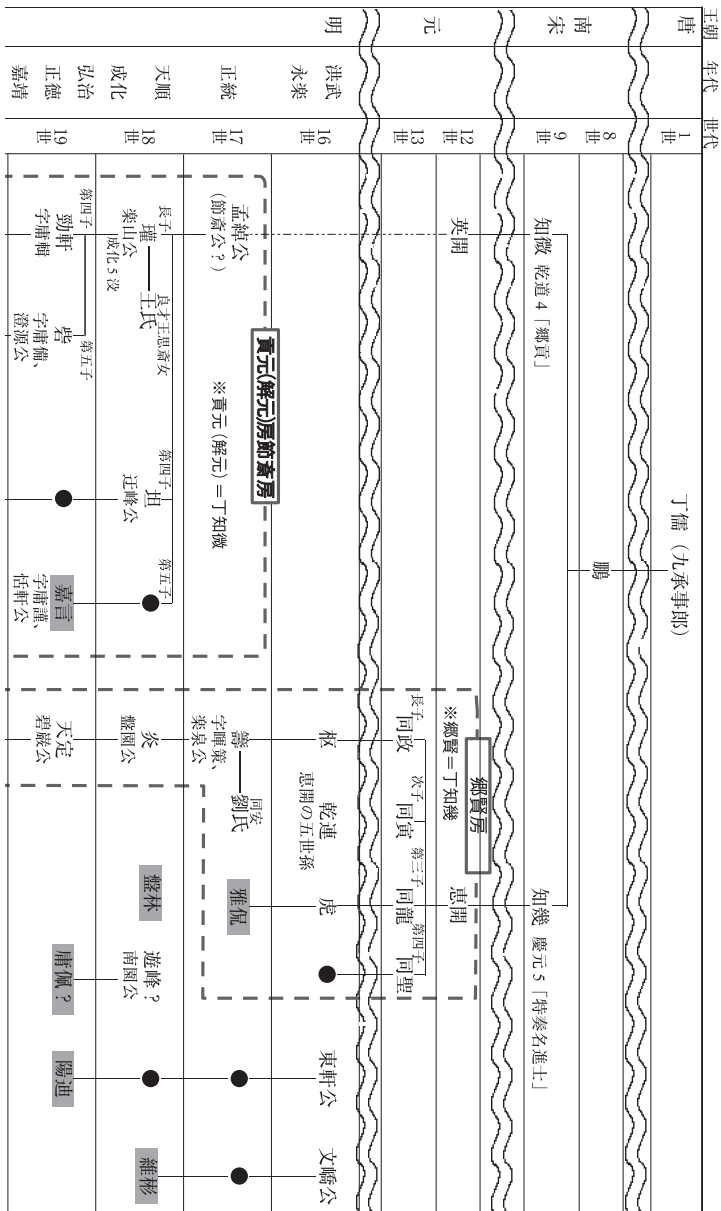 王朝 年代 世代
唐 1世
丁儒（九承事郎）
南宋 8世
鵬
9世
知微 乾道4「郷貢」
知幾 慶元5「特奏名進士」
元 12世
英開
恵開
郷賢房
※郷賢＝丁知幾
13世
長子 同政
次子 同寅
第三子 同龍
第四子 同聖
明
洪武
永楽
16世
枢
乾連
恵開の五世孫
虎
東軒公
文嶠公
貢元(解元)房節斎房
※貢元(解元)＝丁知微
正統
17世
孟綽公
(節斎公？)
籌
字暉策、
楽泉公
同安
劉氏
雅侃
天順
成化
18世
長子
瓘
楽山公
成化5没
良才王思斎女
王氏
第四子
坦
迂峰公
第五子
炎
盤園公
盤林
遊峰？
南園公
維彬
弘治
正徳
嘉靖
19世
第四子
勁軒
字庸輯
第五子
砦
字庸備、
澄源公
嘉言
字庸謹、
恬軒公
天定
碧巌公
庸佩？
陽迪